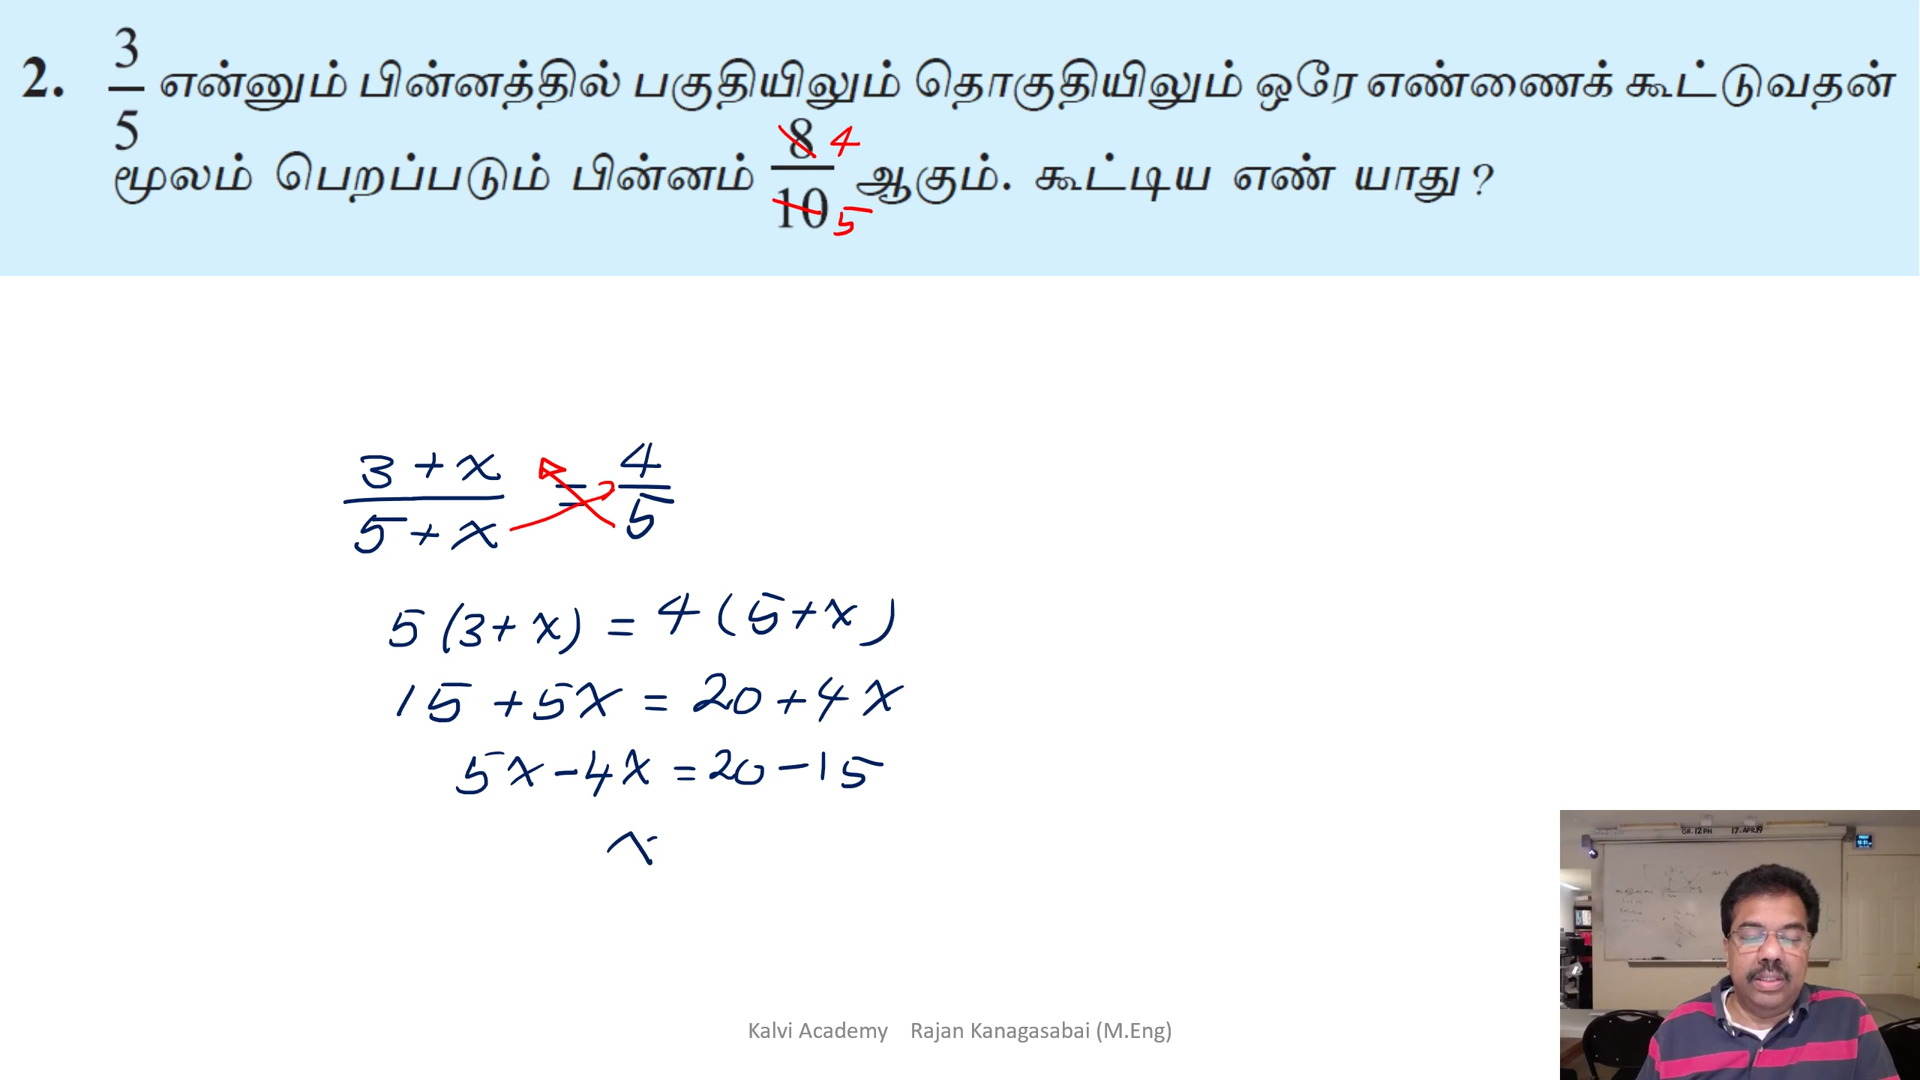 2. 3/5 என்னும் பின்னத்தில் பகுதியிலும் தொகுதியிலும் ஒரே எண்ணைக் கூட்டுவதன்
மூலம் பெறப்படும் பின்னம் 8/10 ஆகும். கூட்டிய எண் யாது ?
4
5
3 + x / 5 + x = 4 / 5
5 (3 + x) = 4 (5 + x)
15 + 5x = 20 + 4x
5x - 4x = 20 - 15
x
Kalvi Academy Rajan Kanagasabai (M.Eng)